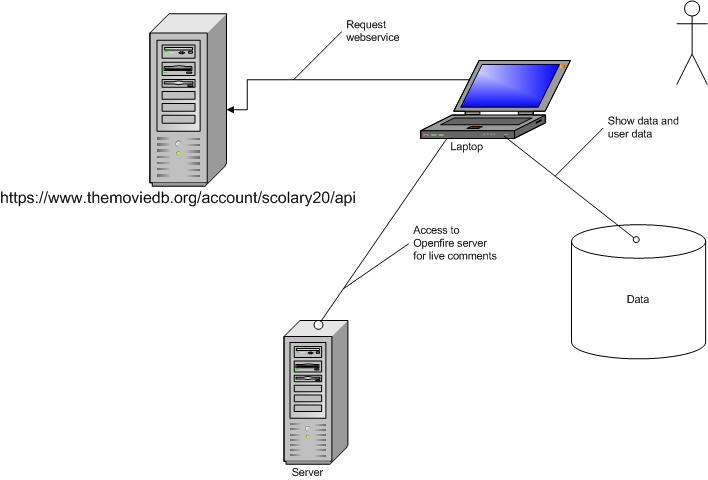 Request
webservice
Laptop
Show data and
user data
https://www.themoviedb.org/account/scolary20/api
Access to
Openfire server
for live comments
Data
Server